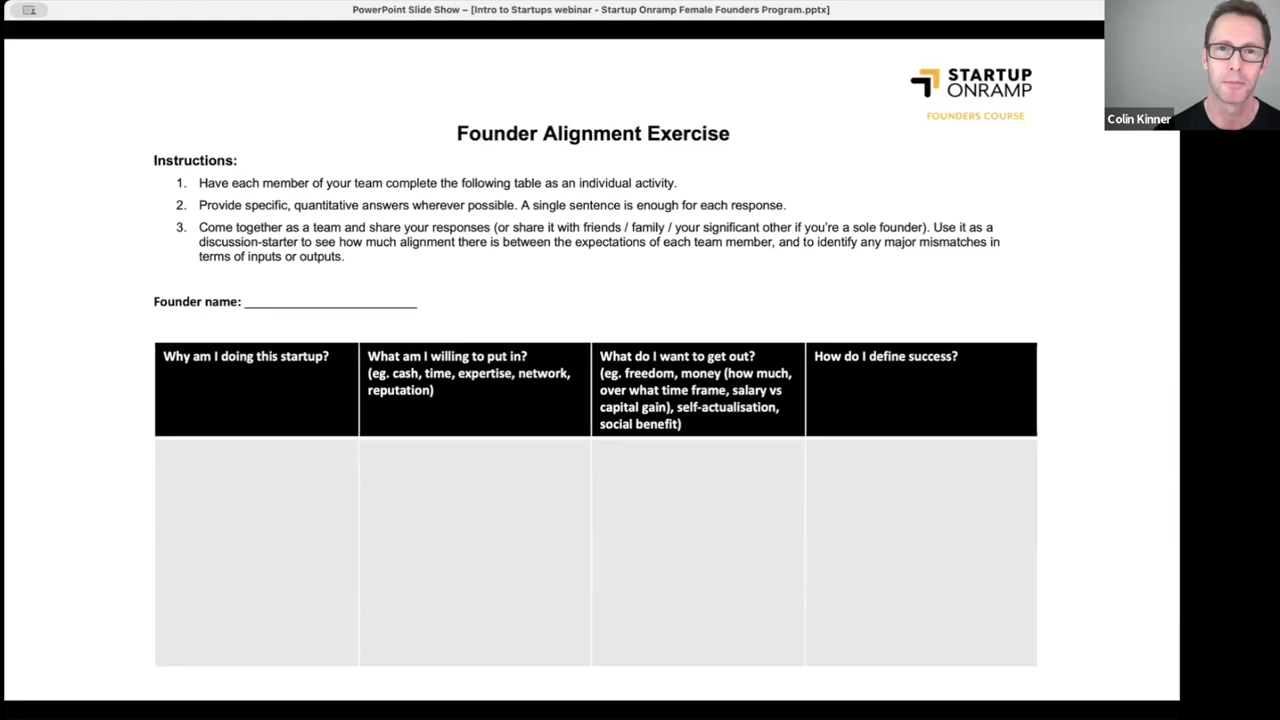 PowerPoint Slide Show – [Intro to Startups webinar - Startup Onramp Female Founders Program.pptx]
STARTUP
ONRAMP
FOUNDERS COURSE
Colin Kinner
Founder Alignment Exercise
Instructions:
1. Have each member of your team complete the following table as an individual activity.
2. Provide specific, quantitative answers wherever possible. A single sentence is enough for each response.
3. Come together as a team and share your responses (or share it with friends / family / your significant other if you're a sole founder). Use it as a
discussion-starter to see how much alignment there is between the expectations of each team member, and to identify any major mismatches in
terms of inputs or outputs.
Founder name: ________________________
Why am I doing this startup?
What am I willing to put in?
(eg. cash, time, expertise, network,
reputation)
What do I want to get out?
(eg. freedom, money (how much,
over what time frame, salary vs
capital gain), self-actualisation,
social benefit)
How do I define success?